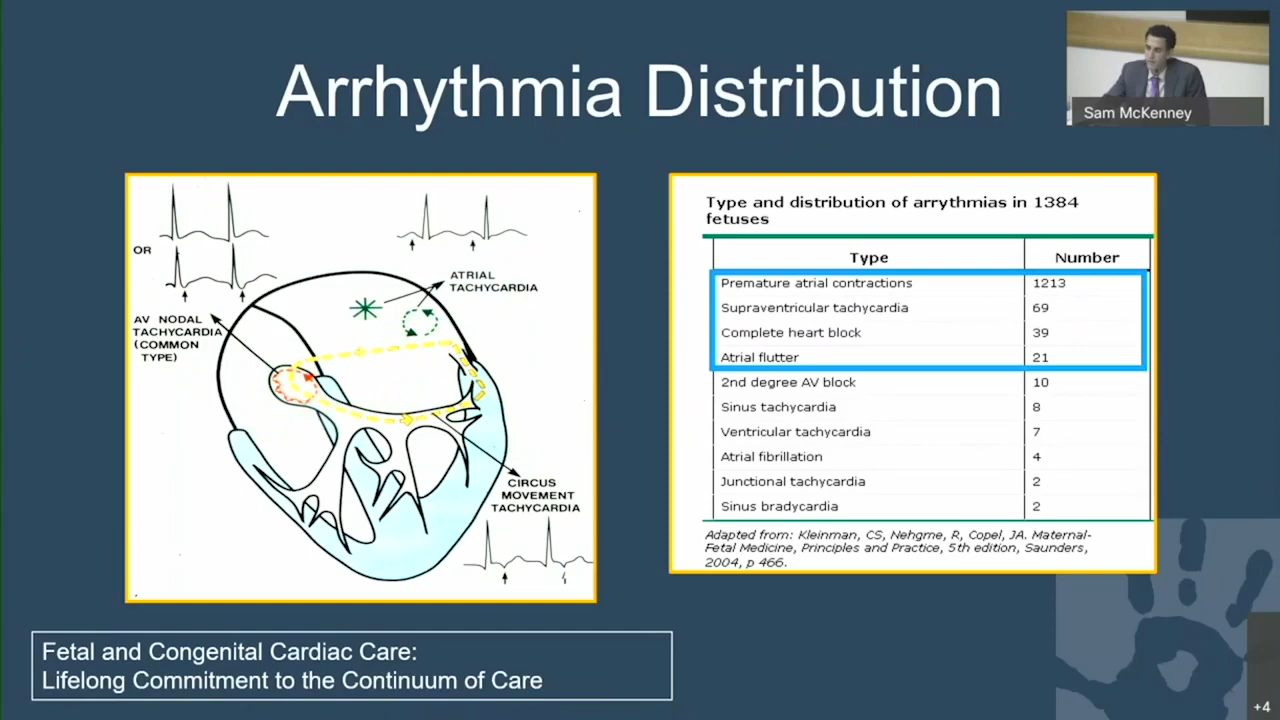 Arrhythmia Distribution
Sam McKenney
OR
ATRIAL
TACHYCARDIA
AV NODAL
TACHYCARDIA
(COMMON
TYPE)
CIRCUS
MOVEMENT
TACHYCARDIA
Type and distribution of arrythmias in 1384
fetuses
Type Number
Premature atrial contractions 1213
Supraventricular tachycardia 69
Complete heart block 39
Atrial flutter 21
2nd degree AV block 10
Sinus tachycardia 8
Ventricular tachycardia 7
Atrial fibrillation 4
Junctional tachycardia 2
Sinus bradycardia 2
Adapted from: Kleinman, CS, Nehgme, R, Copel, JA. Maternal-
Fetal Medicine, Principles and Practice, 5th edition, Saunders,
2004, p 466.
Fetal and Congenital Cardiac Care:
Lifelong Commitment to the Continuum of Care
+4